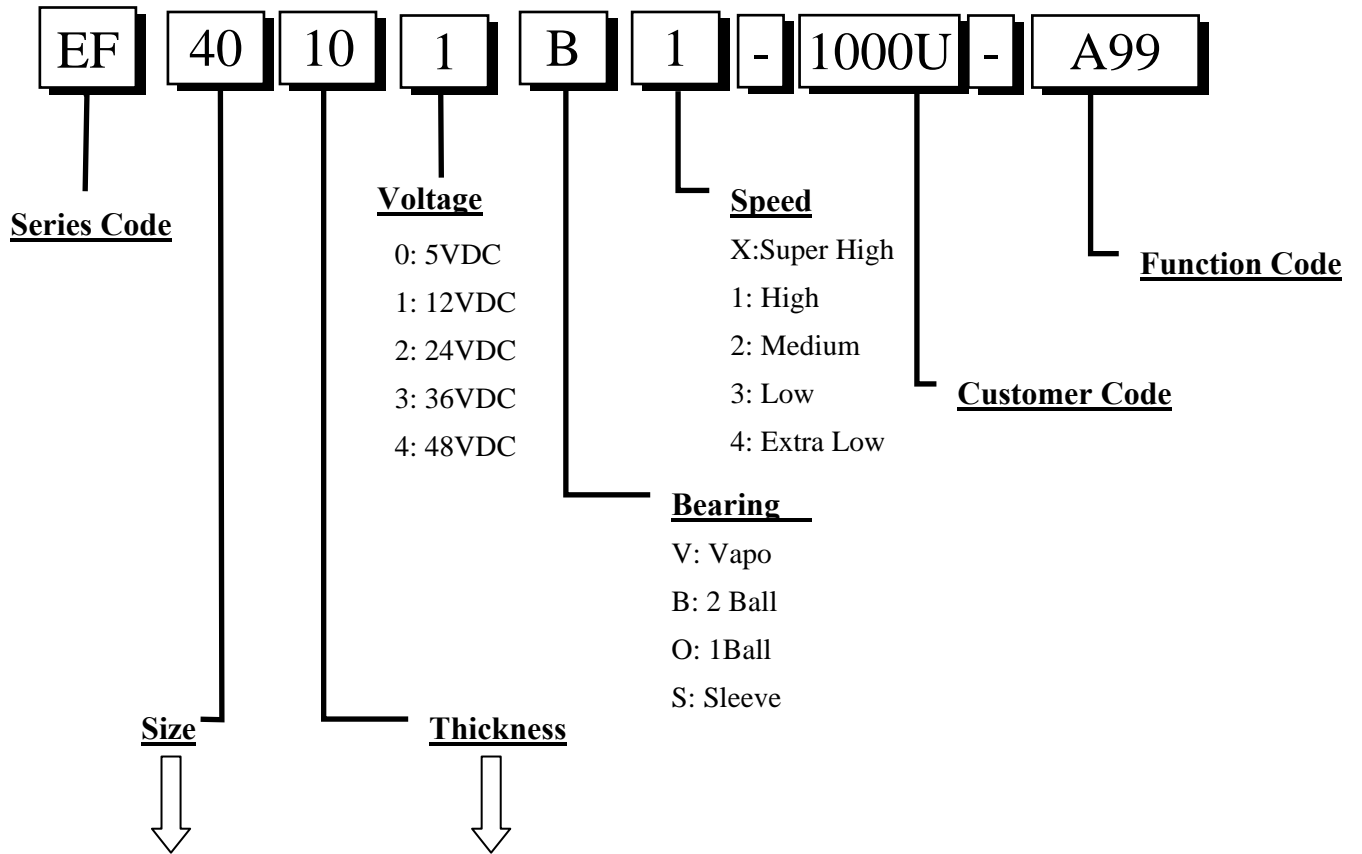 EF 40 10 1 B 1 - 1000U - A99
Series Code
Voltage
0: 5VDC
1: 12VDC
2: 24VDC
3: 36VDC
4: 48VDC
Speed
X:Super High
1: High
2: Medium
3: Low
4: Extra Low
Function Code
Customer Code
Bearing
V: Vapo
B: 2 Ball
O: 1Ball
S: Sleeve
Size
Thickness